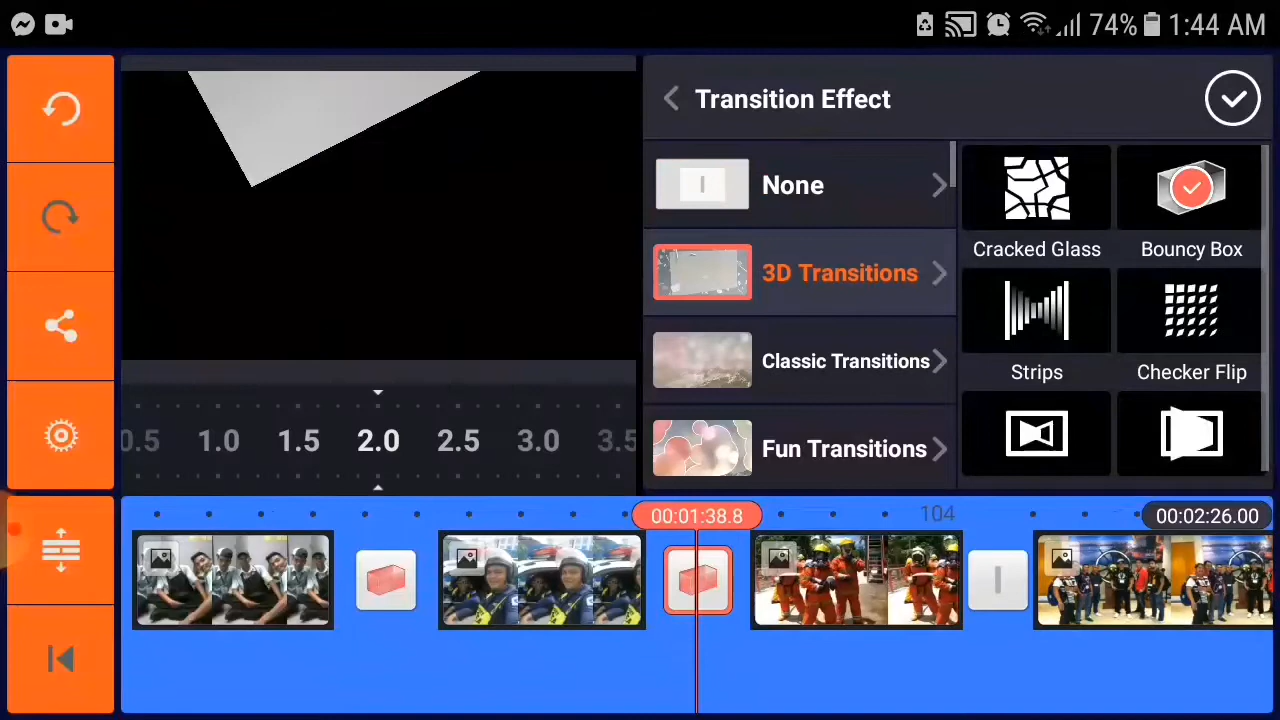 74% 1:44 AM
Transition Effect
None
3D Transitions
Classic Transitions
Fun Transitions
Cracked Glass
Bouncy Box
Strips
Checker Flip
0.5 1.0 1.5 2.0 2.5 3.0 3.5
00:01:38.8
104
00:02:26.00